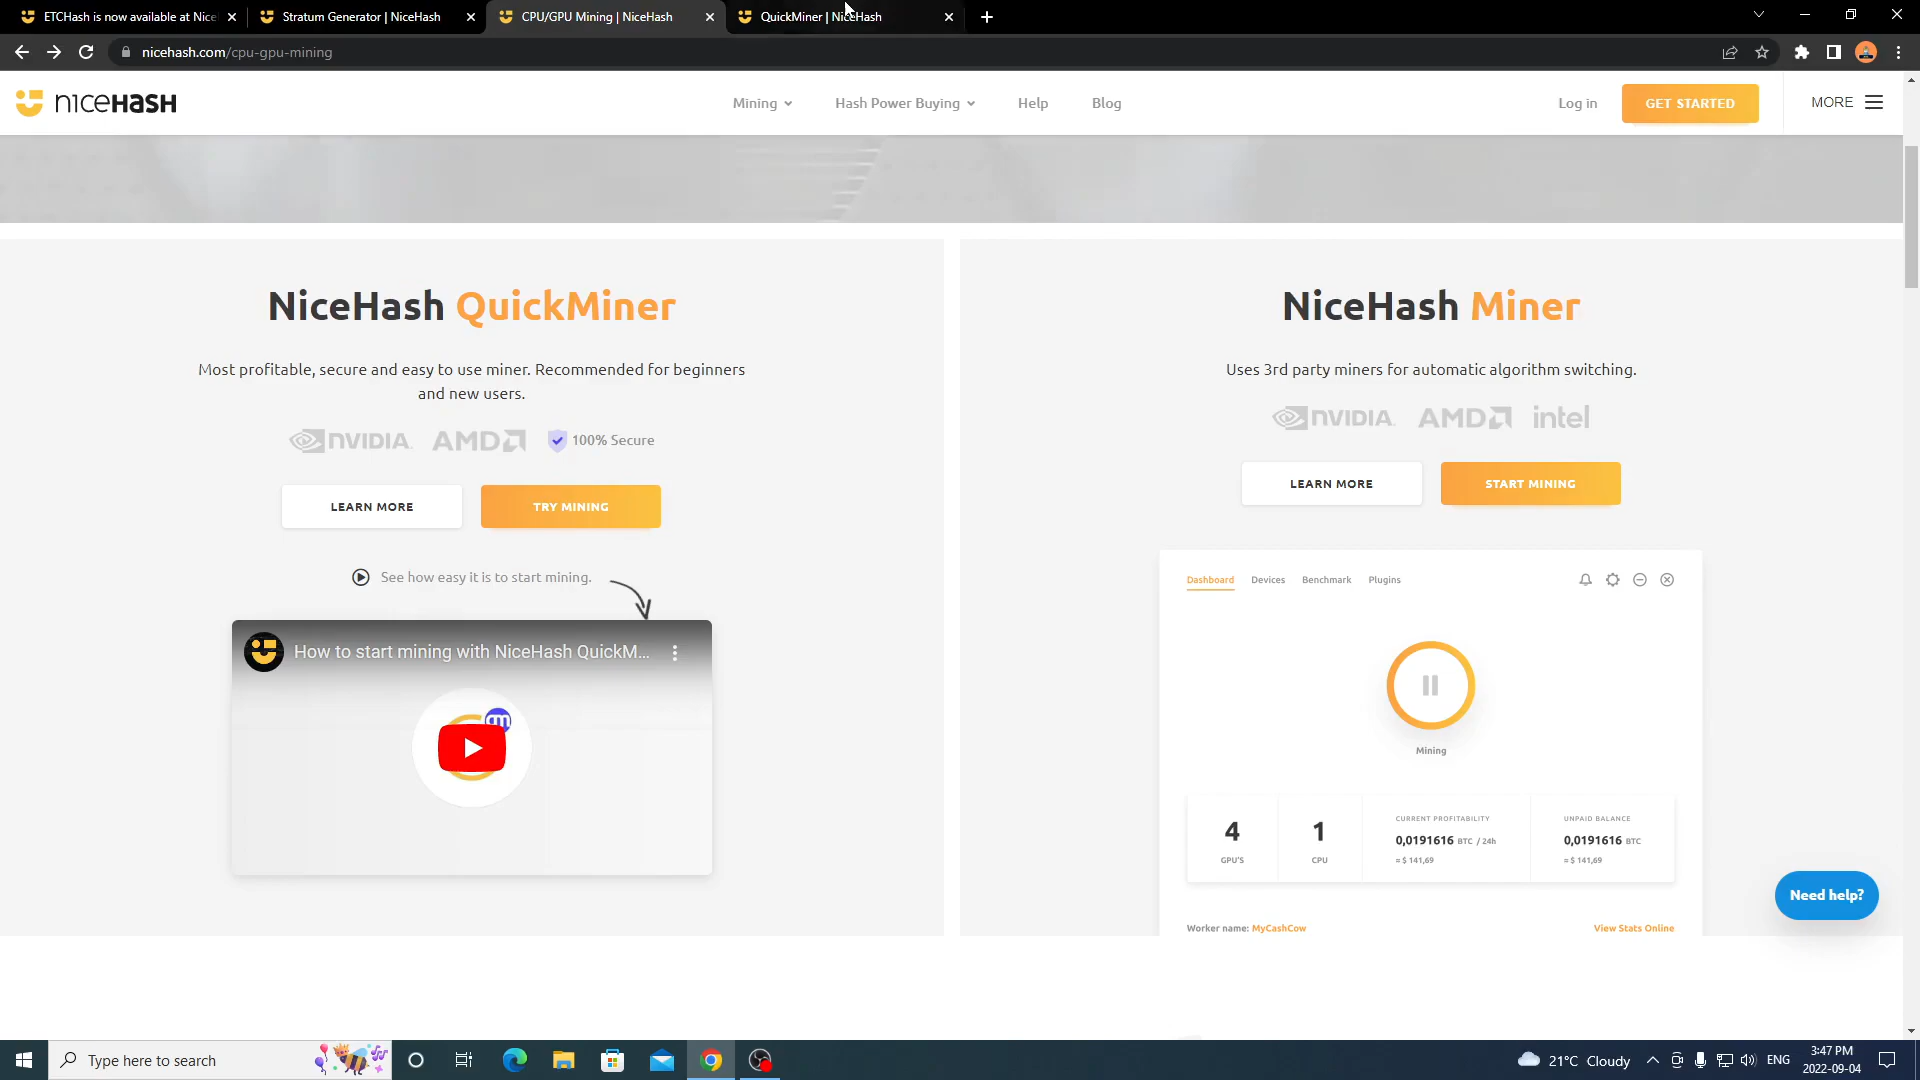 ETCHash is now available at Nice
Stratum Generator | NiceHash
CPU/GPU Mining | NiceHash
QuickMiner | NiceHash
nicehash.com/cpu-gpu-mining
niceHASH
Mining
Hash Power Buying
Help
Blog
Log in
GET STARTED
MORE
NiceHash QuickMiner
Most profitable, secure and easy to use miner. Recommended for beginners
and new users.
NVIDIA. AMD 100% Secure
LEARN MORE
TRY MINING
See how easy it is to start mining.
How to start mining with NiceHash QuickM...
qm
NiceHash Miner
Uses 3rd party miners for automatic algorithm switching.
NVIDIA. AMD intel
LEARN MORE
START MINING
Dashboard Devices Benchmark Plugins
Mining
4
GPU'S
1
CPU
CURRENT PROFITABILITY
0,0191616 BTC / 24h
≈ $ 141,69
UNPAID BALANCE
0,0191616 BTC
≈ $ 141,69
Worker name: MyCashCow
View Stats Online
Need help?
Type here to search
21°C Cloudy
ENG
3:47 PM
2022-09-04